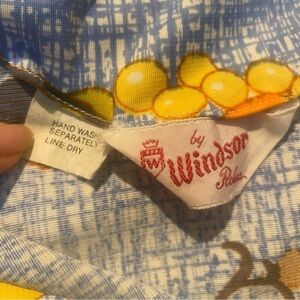 HAND WASH
SEPARATELY
LINE DRY
by
Windsor